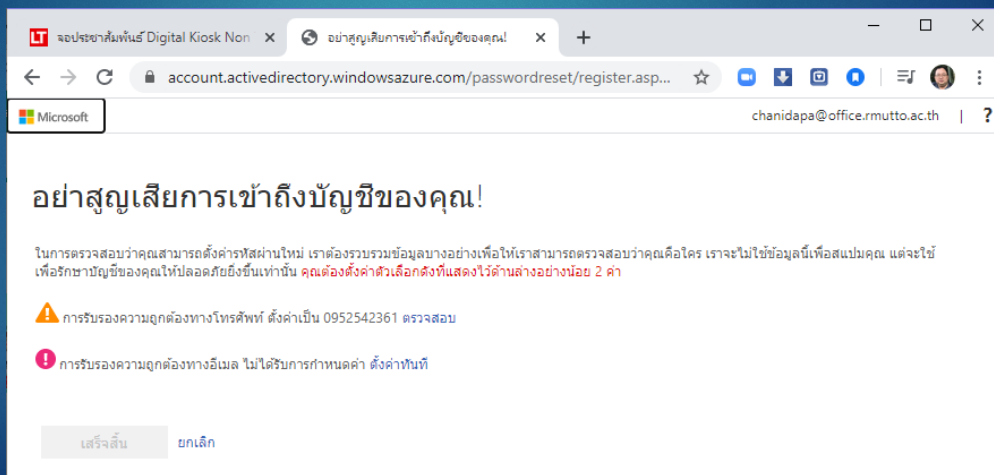 จอประชาสัมพันธ์ Digital Kiosk Non
อย่าสูญเสียการเข้าถึงบัญชีของคุณ!
account.activedirectory.windowsazure.com/passwordreset/register.asp...
Microsoft
chanidapa@office.rmutto.ac.th | ?
อย่าสูญเสียการเข้าถึงบัญชีของคุณ!
ในการตรวจสอบว่าคุณสามารถตั้งค่ารหัสผ่านใหม่ เราต้องรวบรวมข้อมูลบางอย่างเพื่อให้เราสามารถตรวจสอบว่าคุณคือใคร เราจะไม่ใช้ข้อมูลนี้เพื่อสแปมคุณ แต่จะใช้
เพื่อรักษาบัญชีของคุณให้ปลอดภัยยิ่งขึ้นเท่านั้น คุณต้องตั้งค่าตัวเลือกดังที่แสดงไว้ด้านล่างอย่างน้อย 2 ค่า
การรับรองความถูกต้องทางโทรศัพท์ ตั้งค่าเป็น 0952542361 ตรวจสอบ
การรับรองความถูกต้องทางอีเมล ไม่ได้รับการกำหนดค่า ตั้งค่าทันที
เสร็จสิ้น ยกเลิก